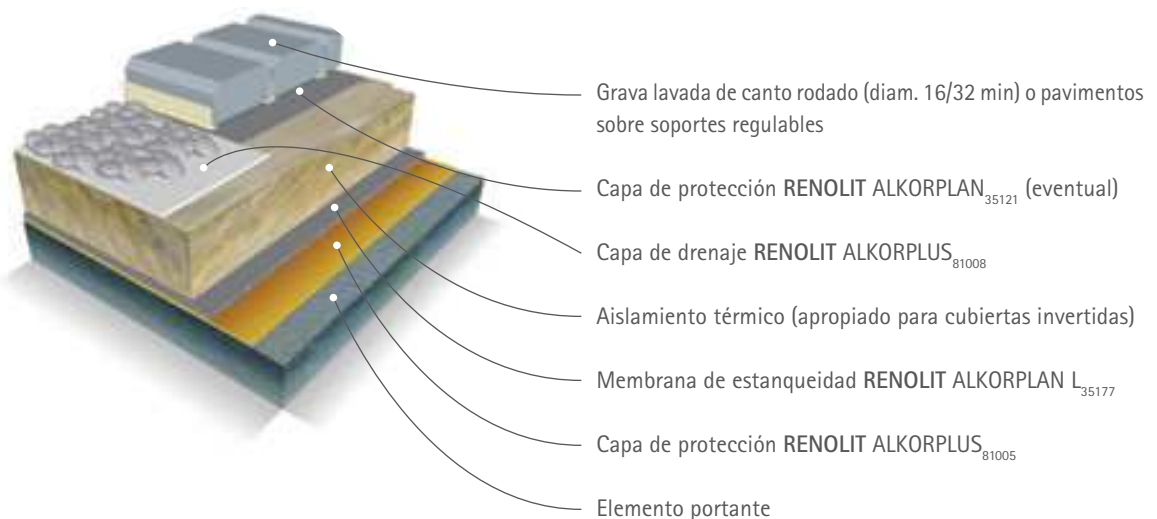 Grava lavada de canto rodado (diam. 16/32 min) o pavimentos
sobre soportes regulables
Capa de protección RENOLIT ALKORPLAN35121 (eventual)
Capa de drenaje RENOLIT ALKORPLUS81008
Aislamiento térmico (apropiado para cubiertas invertidas)
Membrana de estanqueidad RENOLIT ALKORPLAN L35177
Capa de protección RENOLIT ALKORPLUS81005
Elemento portante